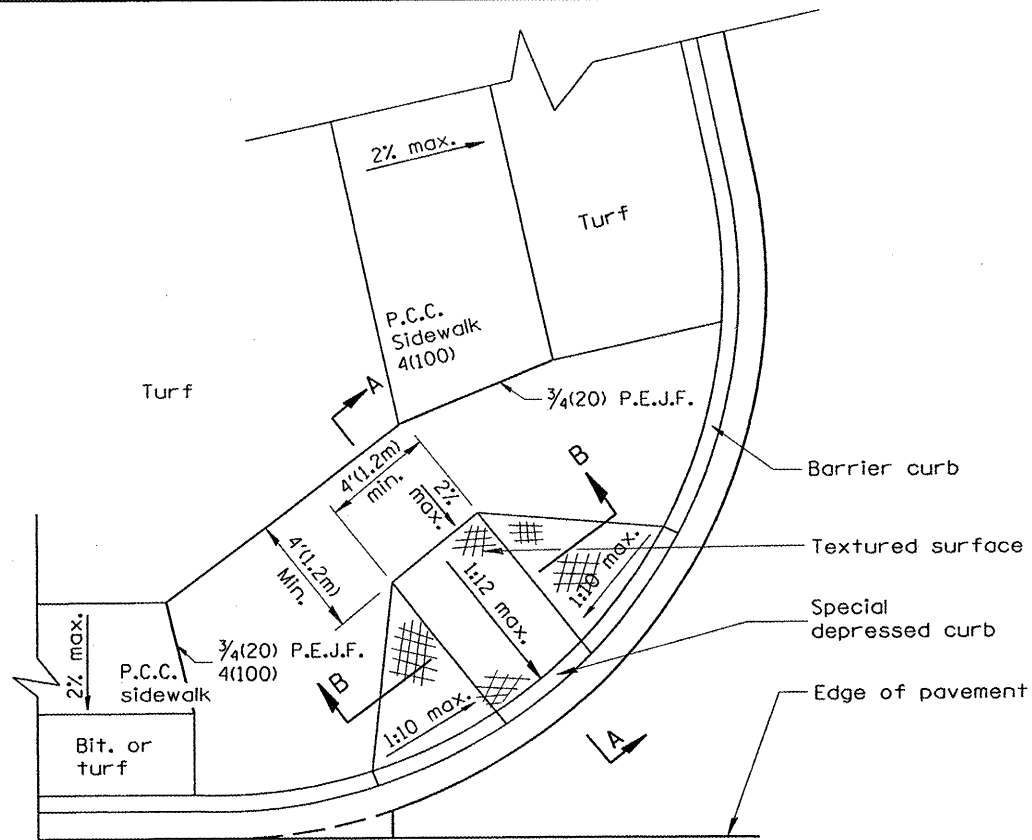 2% max.
Turf
P.C.C.
Sidewalk
4(100)
Turf
A
3/4(20) P.E.J.F.
4'(1.2m)
min.
2%
max.
B
Barrier curb
4'(1.2m)
Min.
1:12 max.
1:10 max.
Textured surface
Special
depressed curb
2% max.
3/4(20) P.E.J.F.
4(100)
P.C.C.
sidewalk
B
1:10 max.
A
Edge of pavement
Bit. or
turf